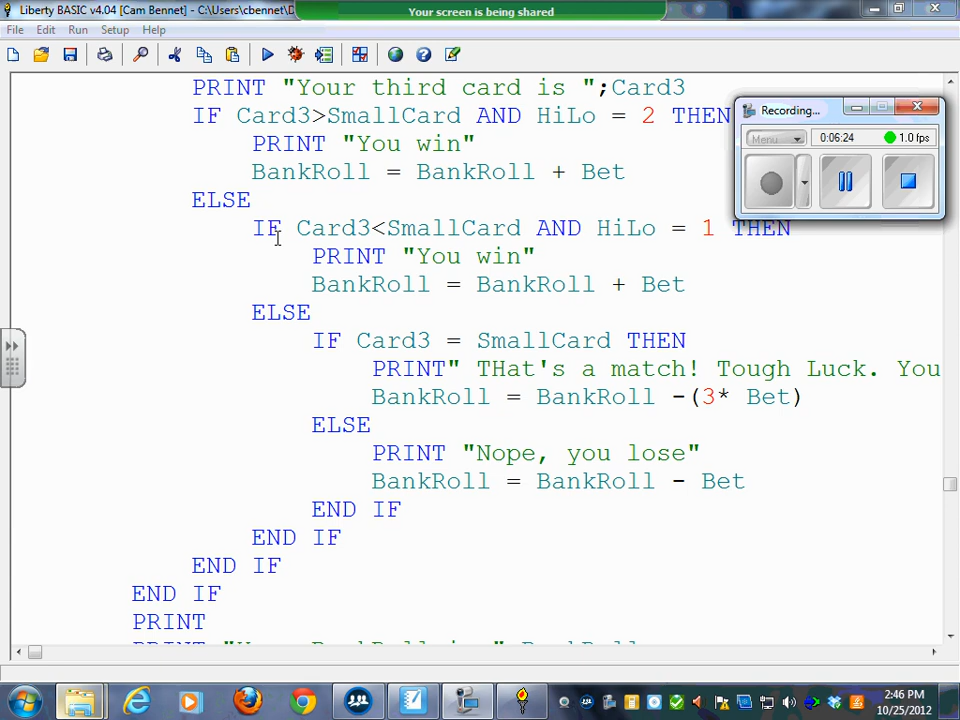 Liberty BASIC v4.04 [Cam Bennet] - C:\Users\cbennet\D
Your screen is being shared
File Edit Run Setup Help
PRINT "Your third card is ";Card3
IF Card3>SmallCard AND HiLo = 2 THEN
PRINT "You win"
BankRoll = BankRoll + Bet
ELSE
IF Card3<SmallCard AND HiLo = 1 THEN
PRINT "You win"
BankRoll = BankRoll + Bet
ELSE
IF Card3 = SmallCard THEN
PRINT" THat's a match! Tough Luck. You
BankRoll = BankRoll -(3* Bet)
ELSE
PRINT "Nope, you lose"
BankRoll = BankRoll - Bet
END IF
END IF
END IF
END IF
PRINT
Recording...
Menu 0:06:24 1.0 fps
2:46 PM
10/25/2012